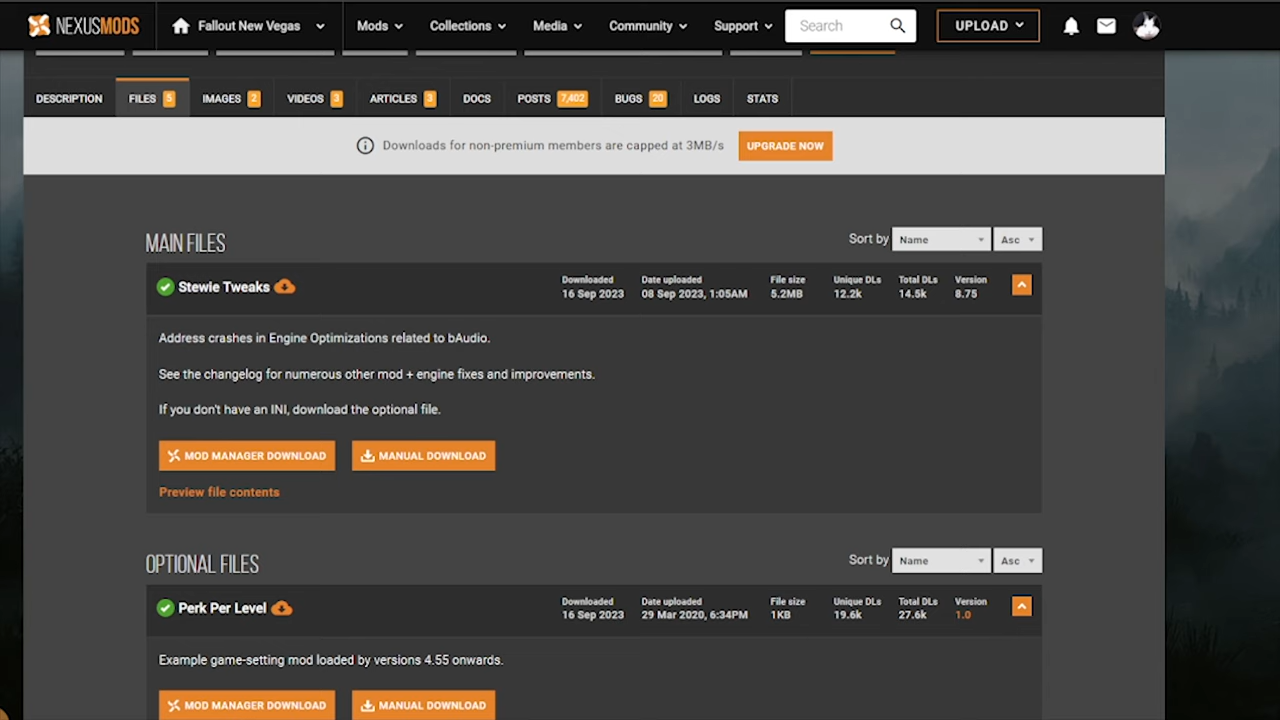 NEXUSMODS Fallout New Vegas Mods Collections Media Community Support Search UPLOAD
DESCRIPTION FILES 5 IMAGES 2 VIDEOS 3 ARTICLES 3 DOCS POSTS 7,402 BUGS 20 LOGS STATS
Downloads for non-premium members are capped at 3MB/s UPGRADE NOW
MAIN FILES Sort by Name Asc
Stewie Tweaks
Downloaded Date uploaded File size Unique DLs Total DLs Version
16 Sep 2023 08 Sep 2023, 1:05AM 5.2MB 12.2k 14.5k 8.75
Address crashes in Engine Optimizations related to bAudio.
See the changelog for numerous other mod + engine fixes and improvements.
If you don't have an INI, download the optional file.
MOD MANAGER DOWNLOAD MANUAL DOWNLOAD
Preview file contents
OPTIONAL FILES Sort by Name Asc
Perk Per Level
Downloaded Date uploaded File size Unique DLs Total DLs Version
16 Sep 2023 29 Mar 2020, 6:34PM 1KB 19.6k 27.6k 1.0
Example game-setting mod loaded by versions 4.55 onwards.
MOD MANAGER DOWNLOAD MANUAL DOWNLOAD